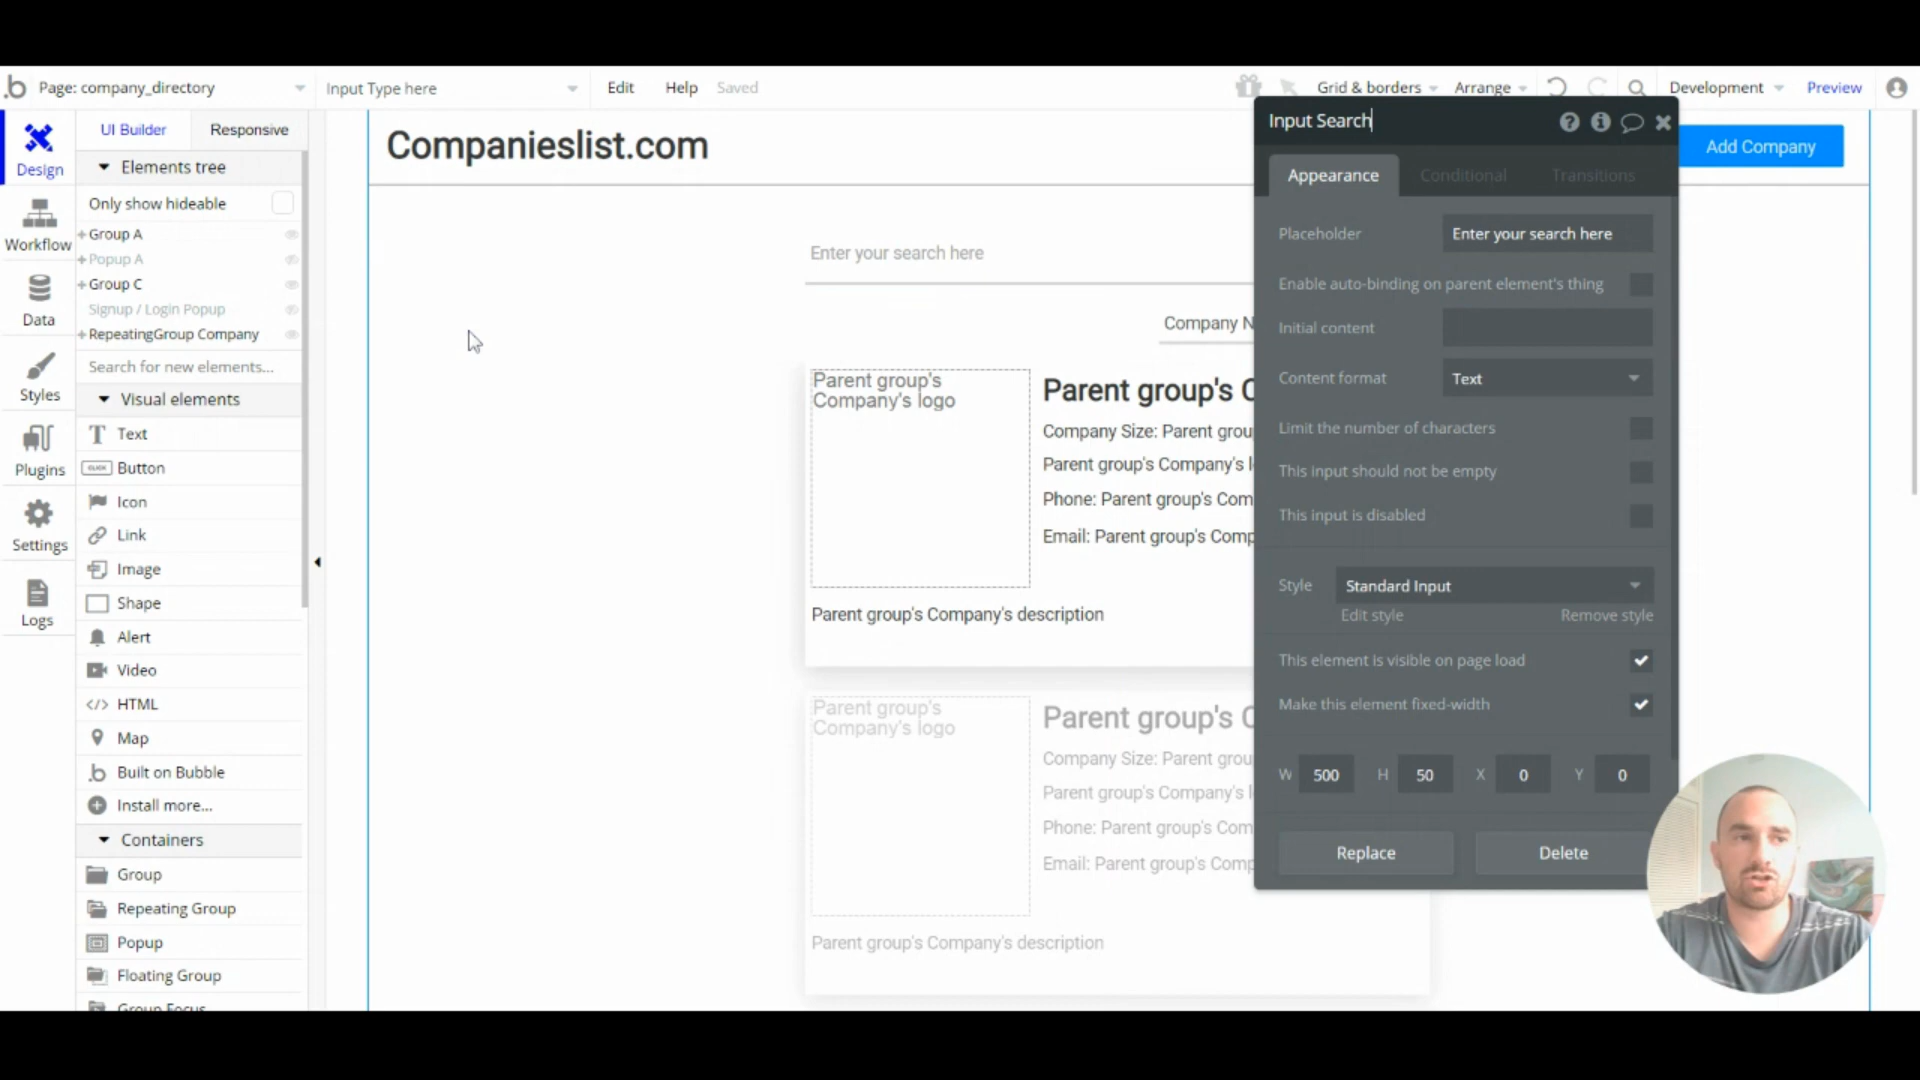 Page: company_directory
Input Type here
Edit
Help
Saved
Grid & borders
Arrange
Development
Preview
UI Builder
Responsive
Design
Workflow
Data
Styles
Plugins
Settings
Logs
Elements tree
Only show hideable
Group A
Popup A
Group C
Signup / Login Popup
RepeatingGroup Company
Search for new elements...
Visual elements
Text
CLICK Button
Icon
Link
Image
Shape
Alert
Video
HTML
Map
Built on Bubble
Install more...
Containers
Group
Repeating Group
Popup
Floating Group
Group Focus
Companieslist.com
Add Company
Enter your search here
Company N
Parent group's
Company's logo
Parent group's C
Company Size: Parent grou
Parent group's Company's l
Phone: Parent group's Com
Email: Parent group's Comp
Parent group's Company's description
Parent group's
Company's logo
Parent group's C
Company Size: Parent grou
Parent group's Company's l
Phone: Parent group's Com
Email: Parent group's Comp
Parent group's Company's description
Input Search
Appearance
Conditional
Transitions
Placeholder
Enter your search here
Enable auto-binding on parent element's thing
Initial content
Content format
Text
Limit the number of characters
This input should not be empty
This input is disabled
Style
Standard Input
Edit style
Remove style
This element is visible on page load
Make this element fixed-width
W 500 H 50 X 0 Y 0
Replace
Delete